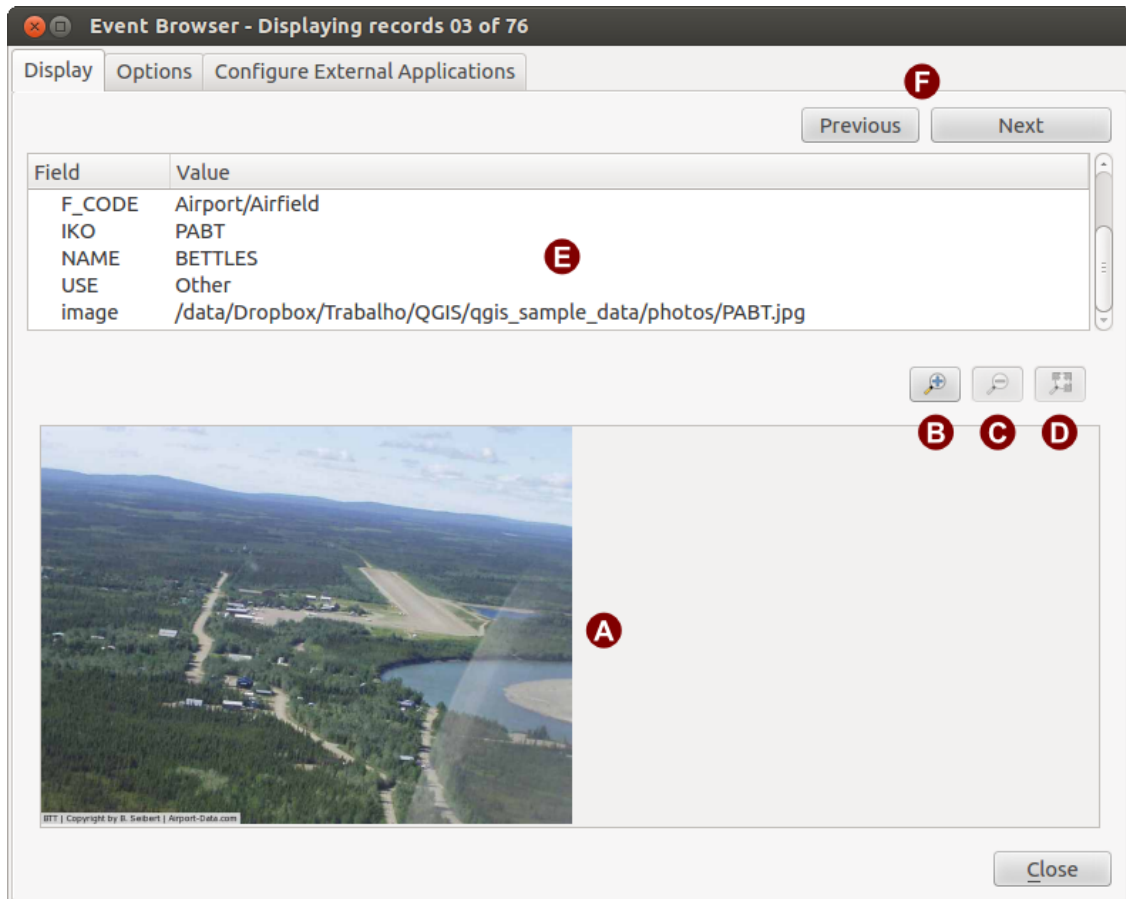 Event Browser - Displaying records 03 of 76
Display Options Configure External Applications
F
Previous Next
Field Value
F_CODE Airport/Airfield
IKO PABT
NAME BETTLES
E
USE Other
image /data/Dropbox/Trabalho/QGIS/qgis_sample_data/photos/PABT.jpg
B C D
A
BTT | Copyright by B. Seibert | Airport-Data.com
Close